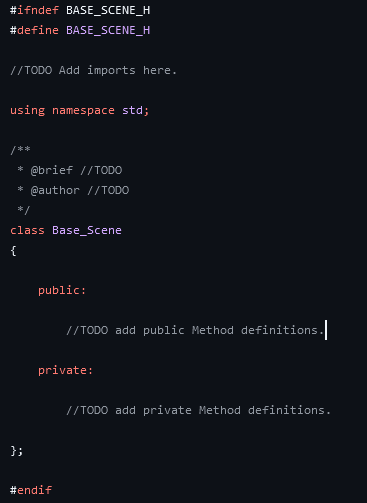 #ifndef BASE_SCENE_H
#define BASE_SCENE_H
//TODO Add imports here.
using namespace std;
/**
 * @brief //TODO
 * @author //TODO
 */
class Base_Scene
{
    public:
        //TODO add public Method definitions.
    private:
        //TODO add private Method definitions.
};
#endif